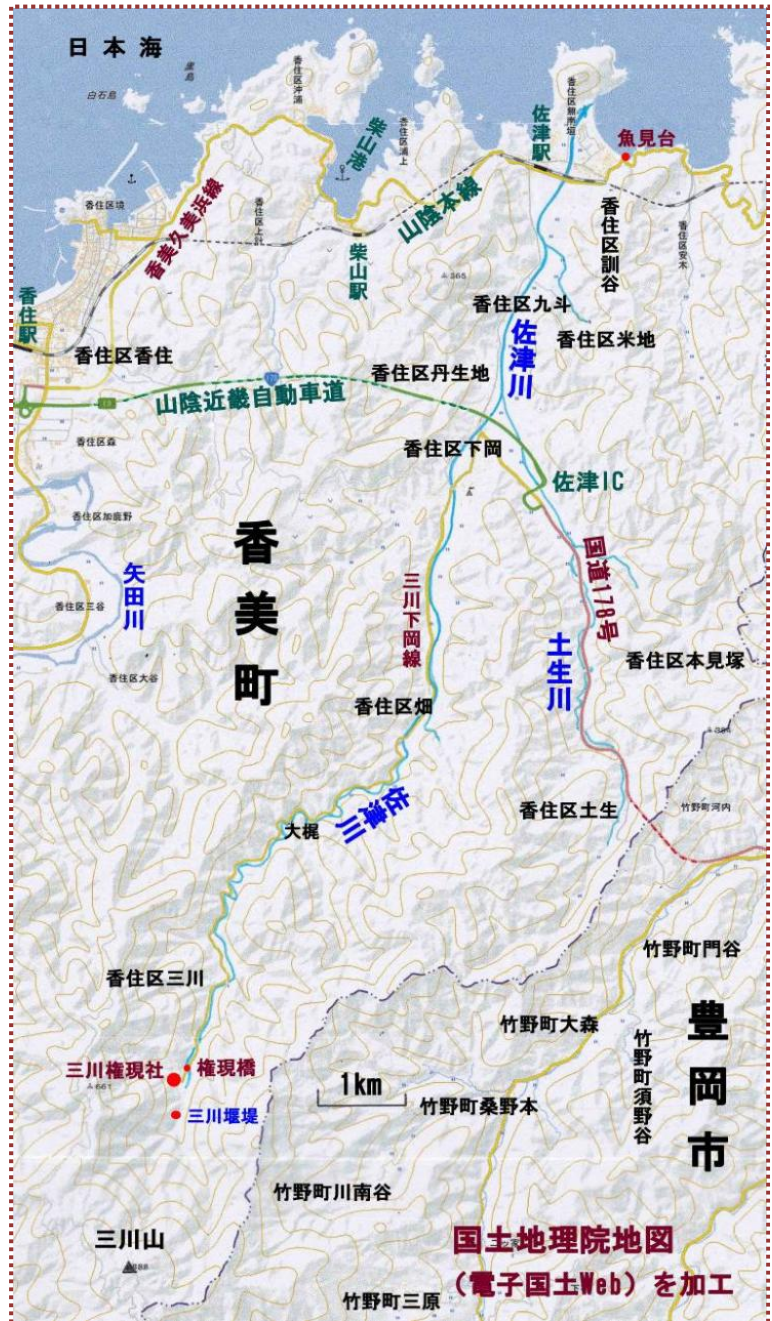 日本海
黒島
白石島
香住区沖浦
柴山港
香住区浦上
佐津駅
香住区無南垣
魚見台
香住区境
香美久美浜線
香住区上計
柴山駅
山陰本線
香住区訓谷
香住区安木
365
香住駅
香住区香住
香住区九斗
佐津川
香住区米地
香住区丹生地
山陰近畿自動車道
178
香住区下岡
佐津IC
香住区森
香住区加鹿野
香美町
矢田川
香住区三谷
香住区大谷
三川下岡線
国道178号
土生川
香住区本見塚
香住区畑
384
佐津川
大梶
香住区土生
竹野町河内
香住区三川
竹野町門谷
竹野町大森
豊岡市
竹野町須野谷
三川権現社
権現橋
661
1km
竹野町桑野本
三川堰堤
竹野町川南谷
三川山
888
国土地理院地図
（電子国土Web）を加工
竹野町三原